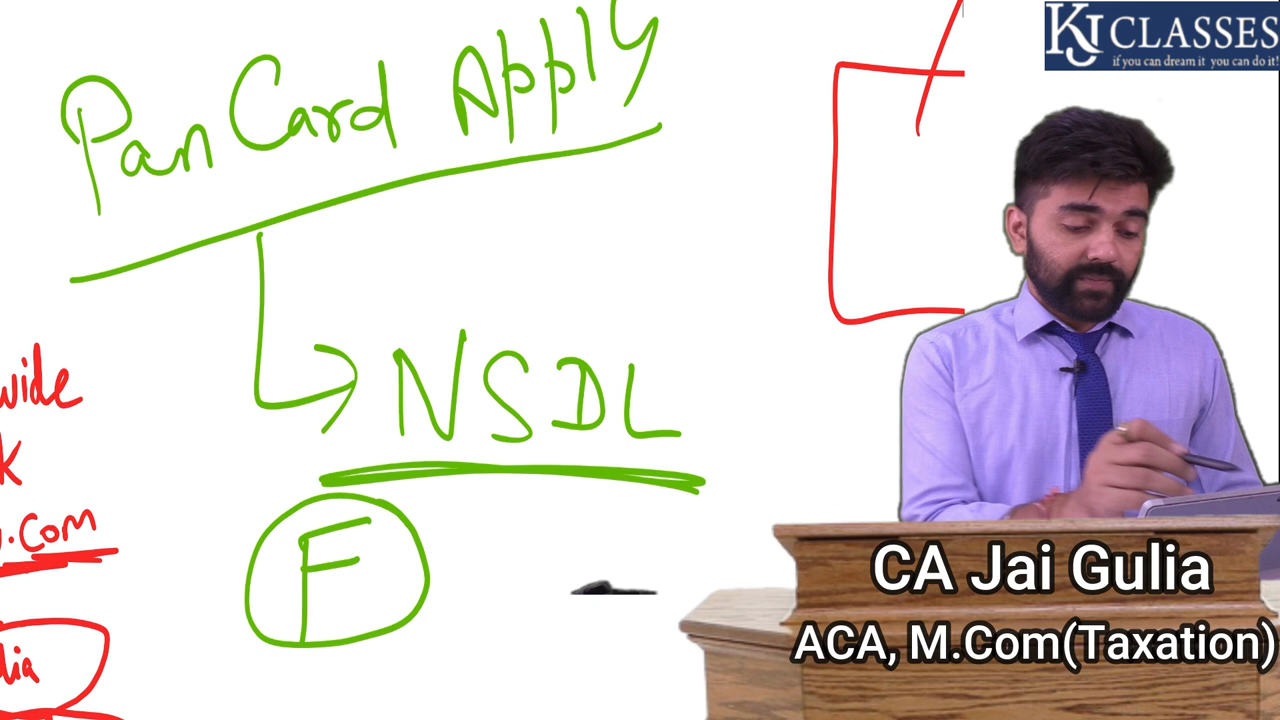 Pan Card Apply
NSDL
F
wide
K
.com
dia
KJ CLASSES
if you can dream it you can do it!
CA Jai Gulia
ACA, M.Com(Taxation)